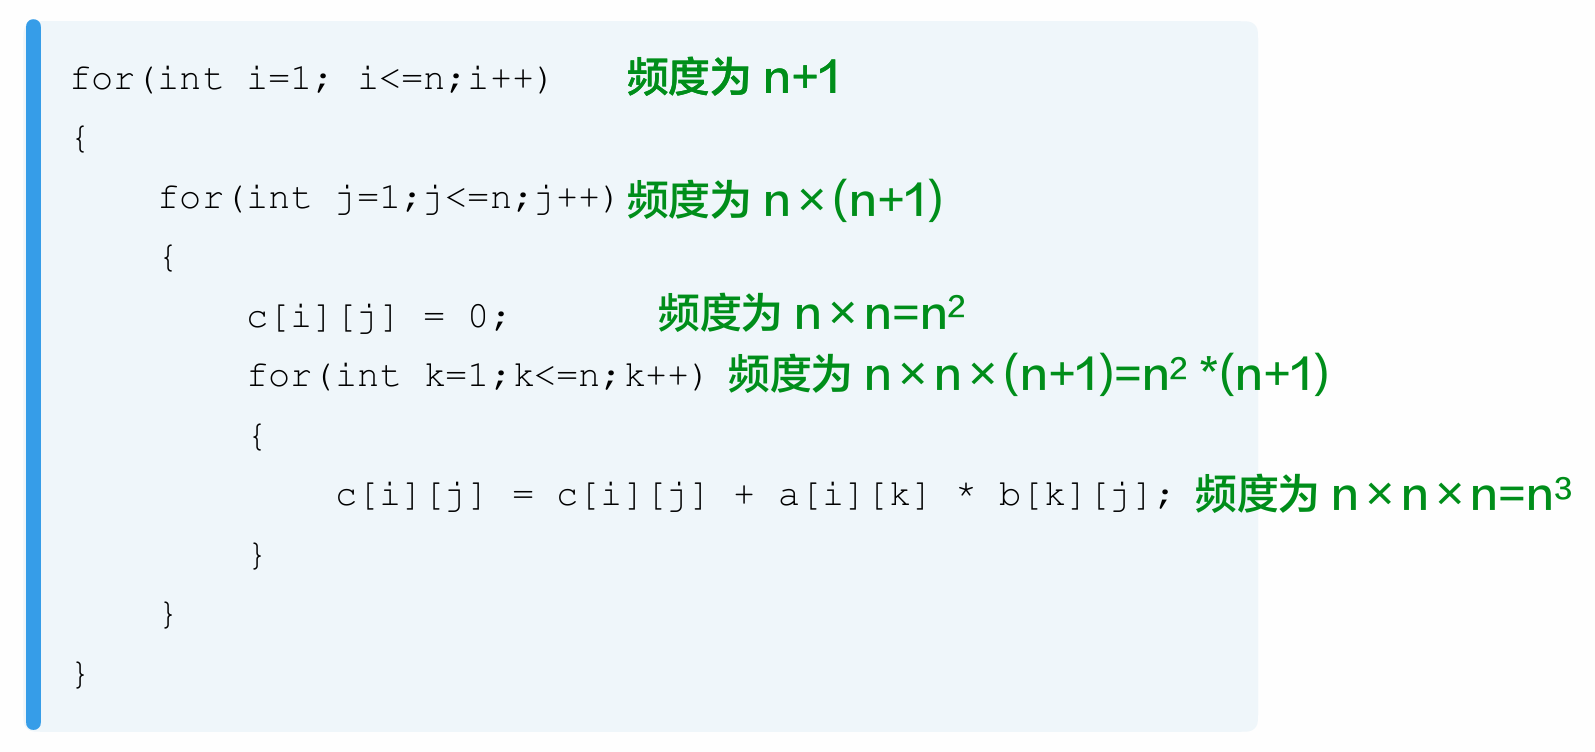 for(int i=1; i<=n;i++) 频度为 n+1
{
for(int j=1;j<=n;j++) 频度为 n×(n+1)
{
c[i][j] = 0; 频度为 n×n=n²
for(int k=1;k<=n;k++) 频度为 n×n×(n+1)=n² *(n+1)
{
c[i][j] = c[i][j] + a[i][k] * b[k][j]; 频度为 n×n×n=n³
}
}
}